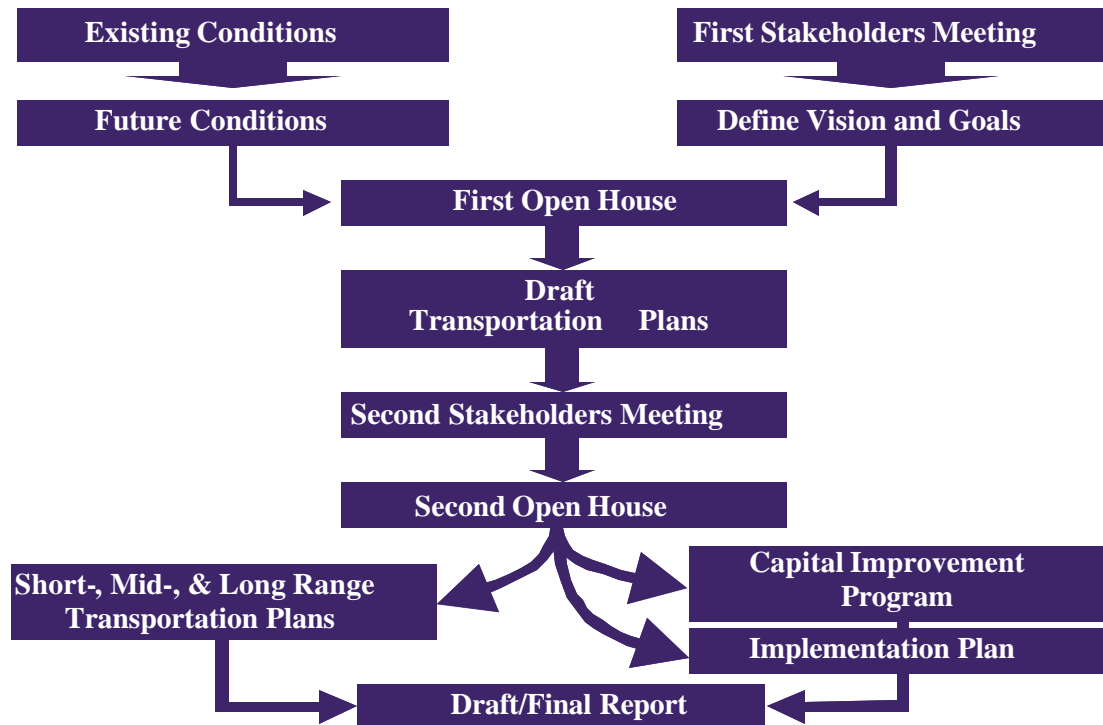 Existing Conditions
First Stakeholders Meeting
Future Conditions
Define Vision and Goals
First Open House
Draft
Transportation Plans
Second Stakeholders Meeting
Second Open House
Short-, Mid-, & Long Range
Transportation Plans
Capital Improvement
Program
Implementation Plan
Draft/Final Report